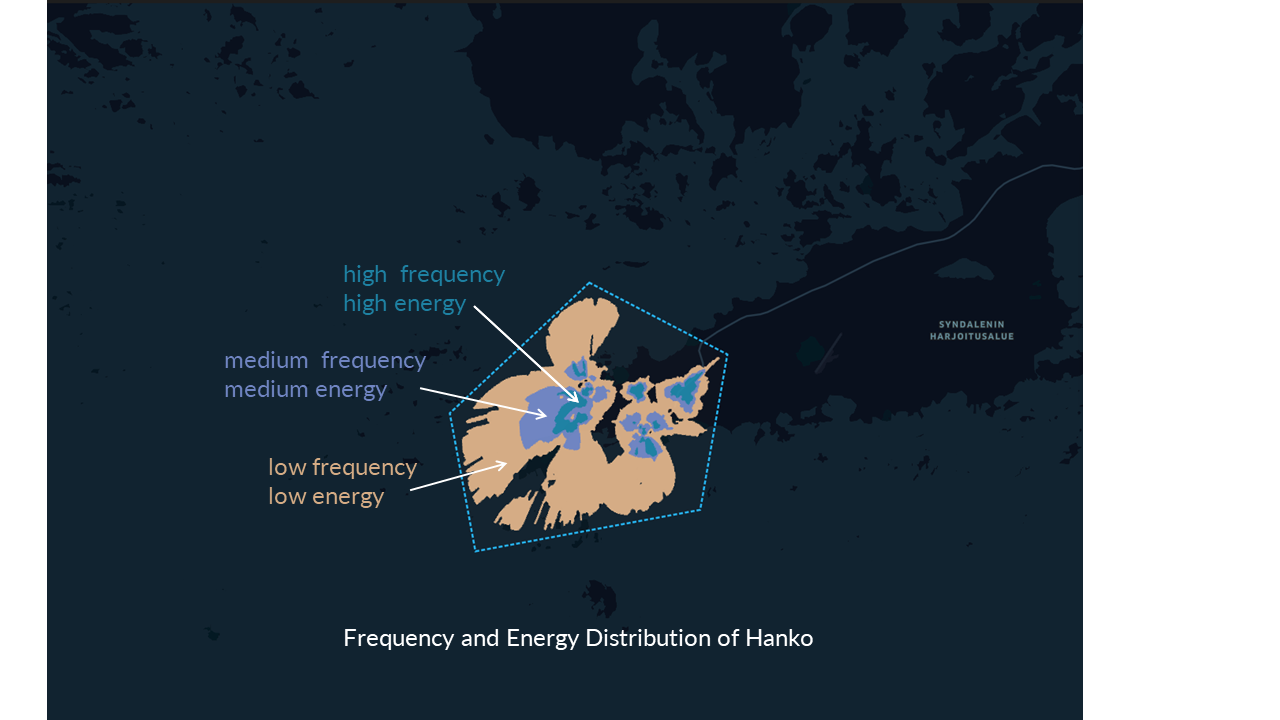 high frequency
high energy
SYNDALENIN
HARJOITUSALUE
medium frequency
medium energy
low frequency
low energy
Frequency and Energy Distribution of Hanko